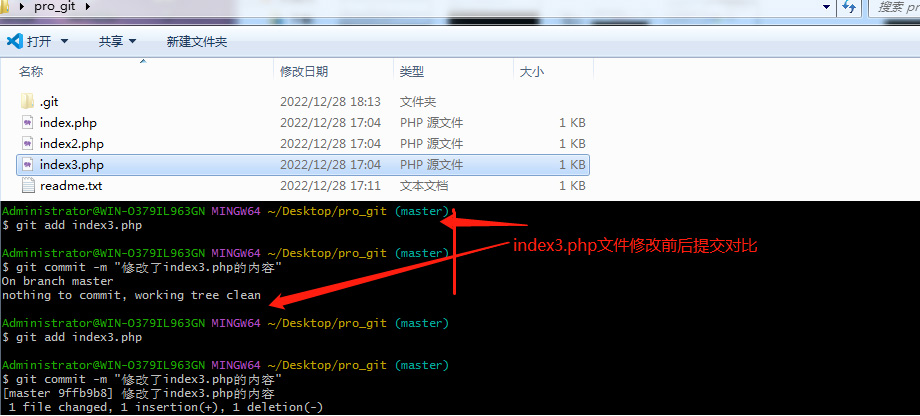 pro_git
搜索 pr
打开 共享 新建文件夹
名称 修改日期 类型 大小
.git 2022/12/28 18:13 文件夹
index.php 2022/12/28 17:04 PHP 源文件 1 KB
index2.php 2022/12/28 17:04 PHP 源文件 1 KB
index3.php 2022/12/28 17:04 PHP 源文件 1 KB
readme.txt 2022/12/28 17:11 文本文档 1 KB
Administrator@WIN-O379IL963GN MINGW64 ~/Desktop/pro_git (master)
$ git add index3.php
index3.php文件修改前后提交对比
Administrator@WIN-O379IL963GN MINGW64 ~/Desktop/pro_git (master)
$ git commit -m "修改了index3.php的内容"
On branch master
nothing to commit, working tree clean
Administrator@WIN-O379IL963GN MINGW64 ~/Desktop/pro_git (master)
$ git add index3.php
Administrator@WIN-O379IL963GN MINGW64 ~/Desktop/pro_git (master)
$ git commit -m "修改了index3.php的内容"
[master 9ffb9b8] 修改了index3.php的内容
1 file changed, 1 insertion(+), 1 deletion(-)